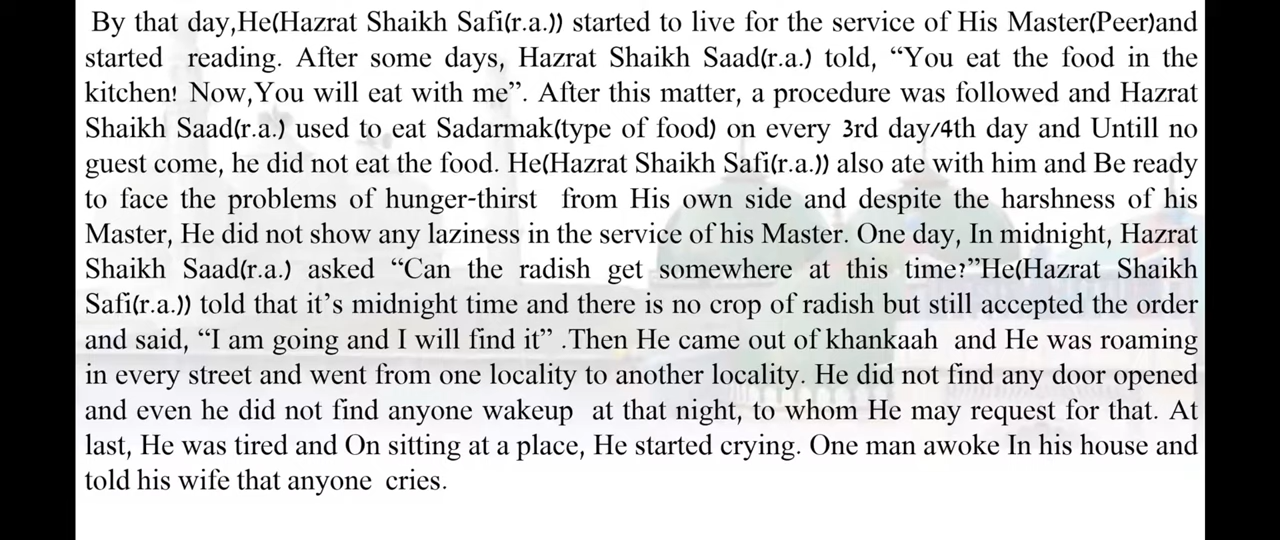 By that day,He(Hazrat Shaikh Safi(r.a.)) started to live for the service of His Master(Peer)and
started reading. After some days, Hazrat Shaikh Saad(r.a.) told, “You eat the food in the
kitchen! Now,You will eat with me”. After this matter, a procedure was followed and Hazrat
Shaikh Saad(r.a.) used to eat Sadarmak(type of food) on every 3rd day/4th day and Untill no
guest come, he did not eat the food. He(Hazrat Shaikh Safi(r.a.)) also ate with him and Be ready
to face the problems of hunger-thirst from His own side and despite the harshness of his
Master, He did not show any laziness in the service of his Master. One day, In midnight, Hazrat
Shaikh Saad(r.a.) asked “Can the radish get somewhere at this time?”He(Hazrat Shaikh
Safi(r.a.)) told that it’s midnight time and there is no crop of radish but still accepted the order
and said, “I am going and I will find it” .Then He came out of khankaah and He was roaming
in every street and went from one locality to another locality. He did not find any door opened
and even he did not find anyone wakeup at that night, to whom He may request for that. At
last, He was tired and On sitting at a place, He started crying. One man awoke In his house and
told his wife that anyone cries.